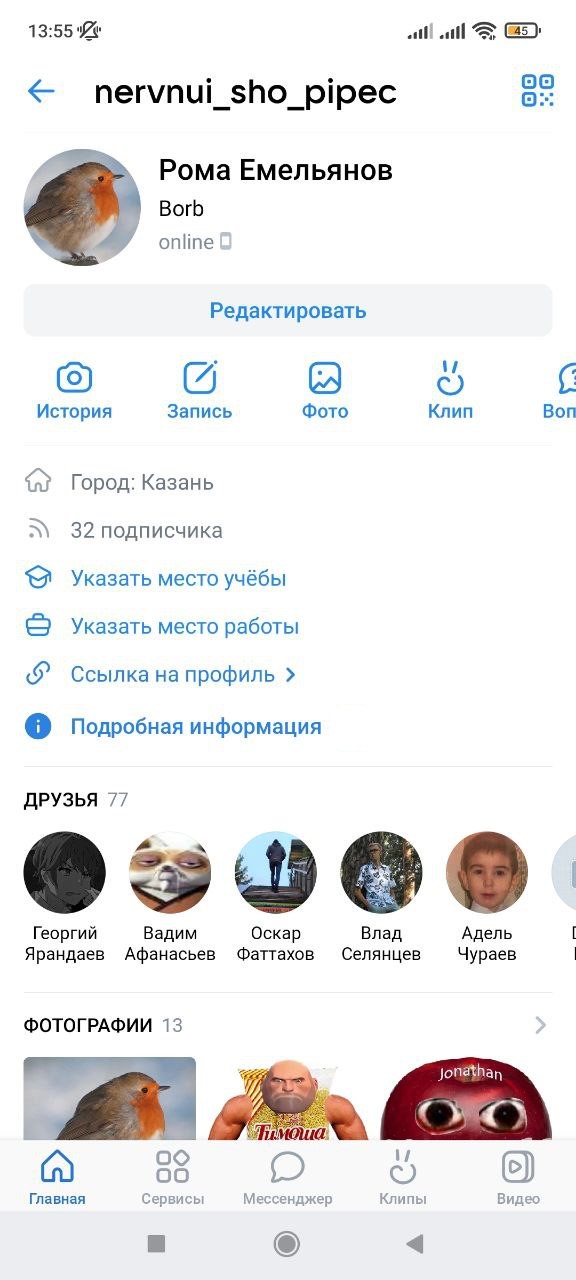 13:55
45
nervnui_sho_pipec
Рома Емельянов
Borb
online
Редактировать
История Запись Фото Клип Воп
Город: Казань
32 подписчика
Указать место учёбы
Указать место работы
Ссылка на профиль
Подробная информация
ДРУЗЬЯ 77
Георгий Вадим Оскар Влад Адель
Ярандаев Афанасьев Фаттахов Селянцев Чураев
ФОТОГРАФИИ 13
Jonathan
Тимоша
Главная Сервисы Мессенджер Клипы Видео